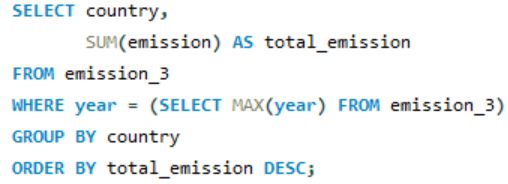 SELECT country,
SUM(emission) AS total_emission
FROM emission_3
WHERE year = (SELECT MAX(year) FROM emission_3)
GROUP BY country
ORDER BY total_emission DESC;